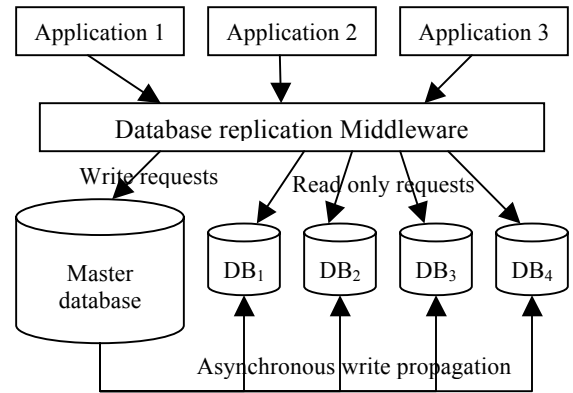 Application 1
Application 2
Application 3
Database replication Middleware
Write requests
Read only requests
Master
database
DB₁
DB₂
DB₃
DB₄
Asynchronous write propagation